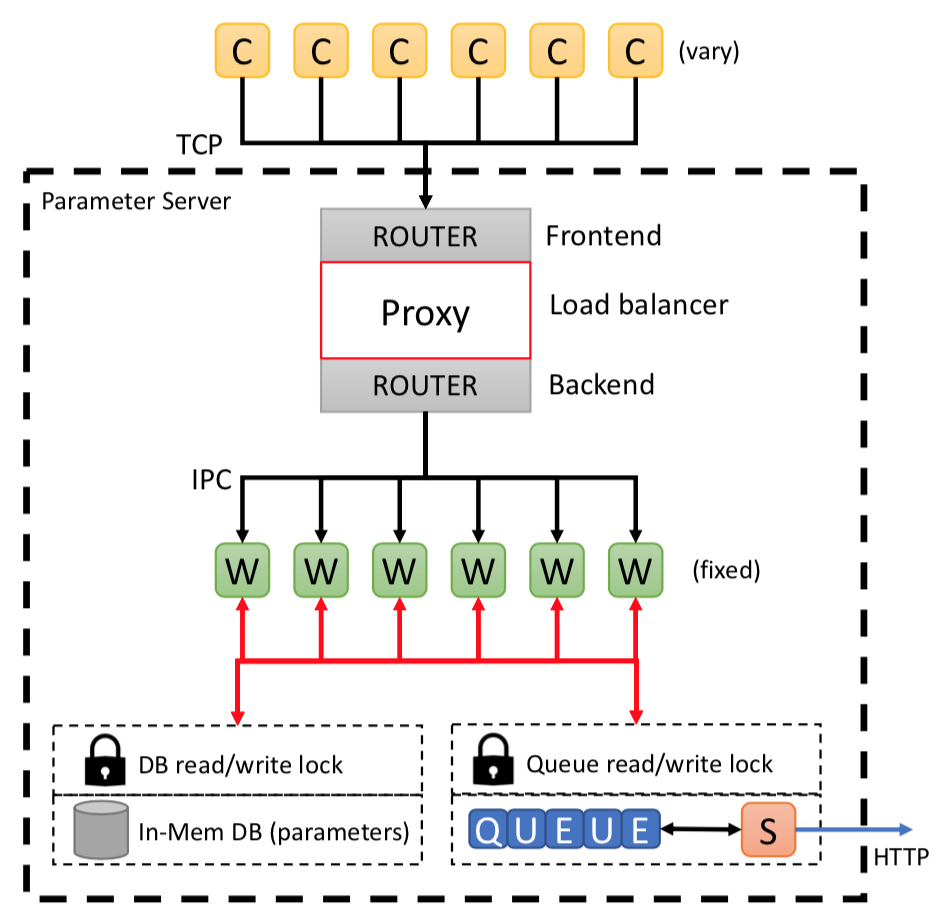 C C C C C C (vary)
TCP
Parameter Server
ROUTER Frontend
Proxy Load balancer
ROUTER Backend
IPC
W W W W W W (fixed)
DB read/write lock
Queue read/write lock
In-Mem DB (parameters)
QUEUE S
HTTP